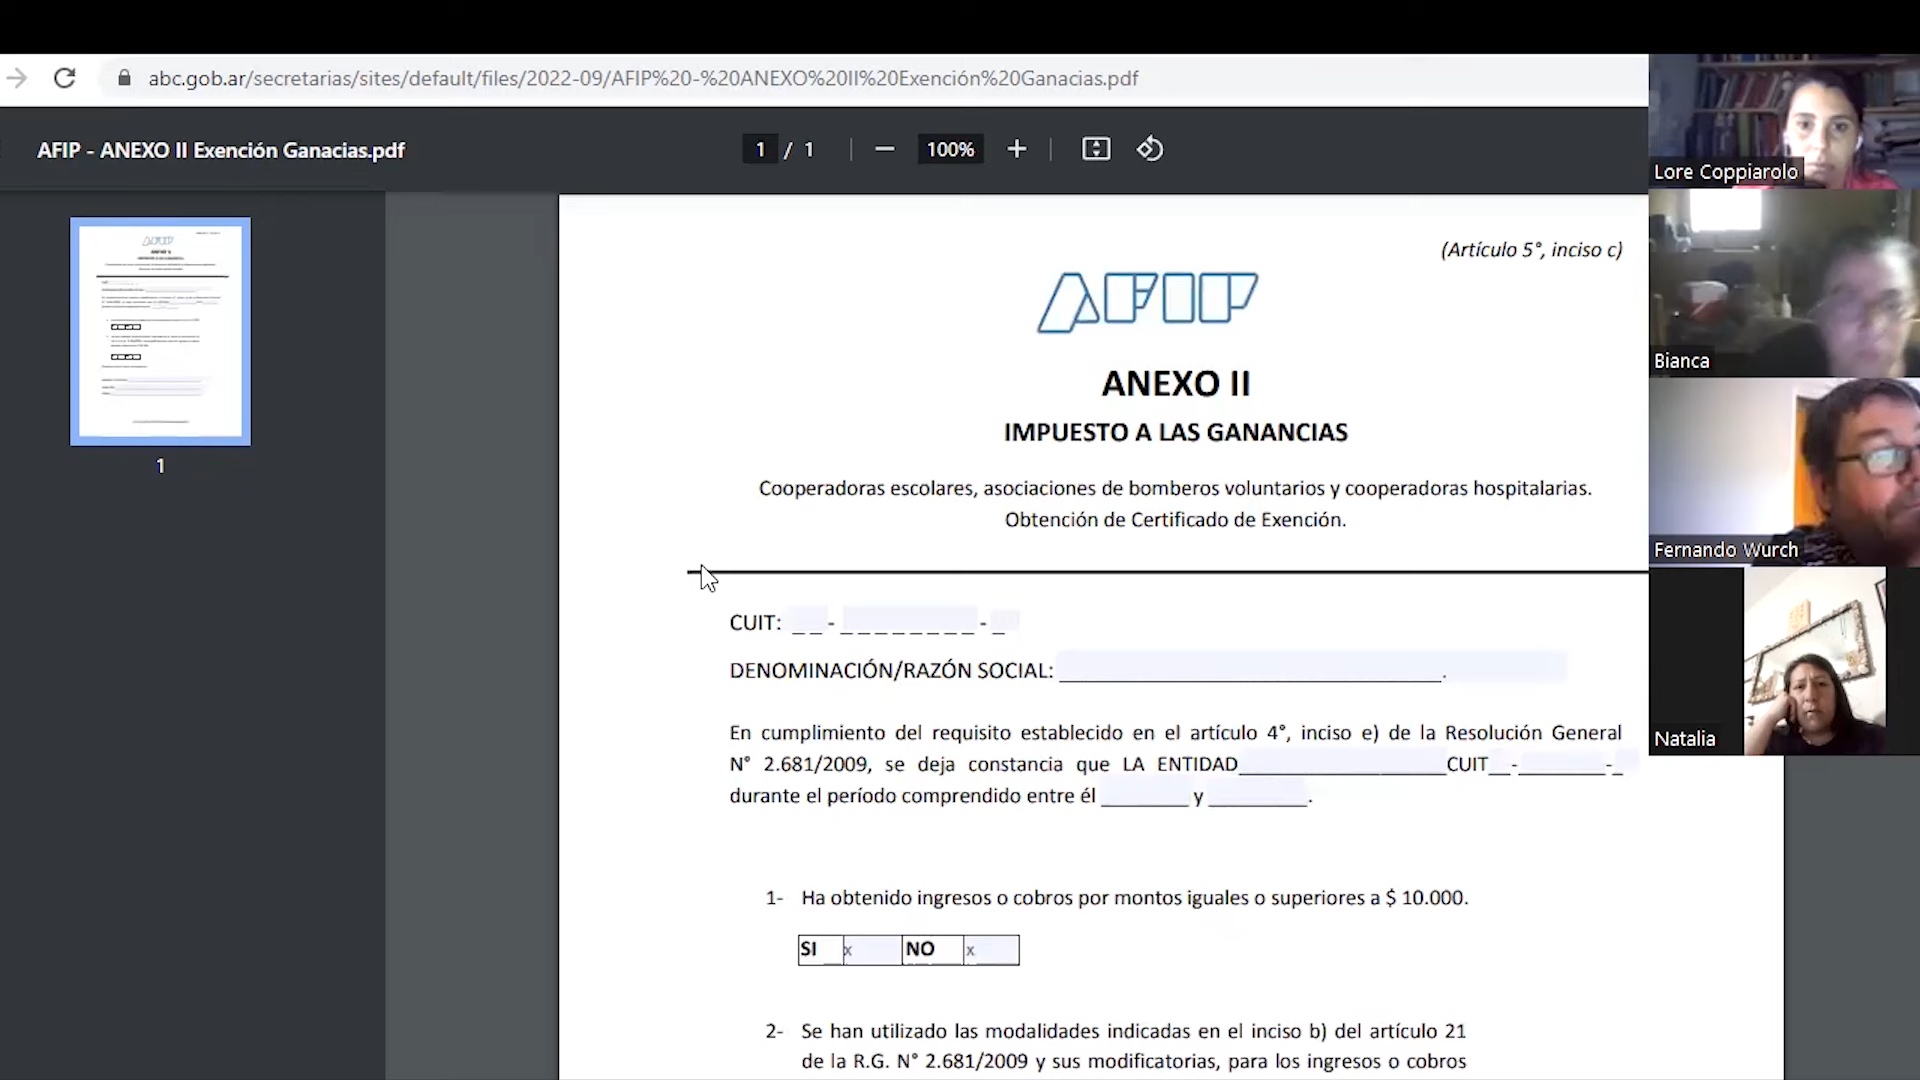 abc.gob.ar/secretarias/sites/default/files/2022-09/AFIP%20-%20ANEXO%20II%20Exención%20Ganacias.pdf
AFIP - ANEXO II Exención Ganacias.pdf
1 / 1
100%
1
(Artículo 5°, inciso c)
AFIP
ANEXO II
IMPUESTO A LAS GANANCIAS
Cooperadoras escolares, asociaciones de bomberos voluntarios y cooperadoras hospitalarias.
Obtención de Certificado de Exención.
CUIT: _ _ - _ _ _ _ _ _ _ _ - _
DENOMINACIÓN/RAZÓN SOCIAL: ____________________.
En cumplimiento del requisito establecido en el artículo 4°, inciso e) de la Resolución General
N° 2.681/2009, se deja constancia que LA ENTIDAD__________CUIT__-________-_
durante el período comprendido entre él ________ y _________.
1- Ha obtenido ingresos o cobros por montos iguales o superiores a $ 10.000.
SI x NO x
2- Se han utilizado las modalidades indicadas en el inciso b) del artículo 21
de la R.G. N° 2.681/2009 y sus modificatorias, para los ingresos o cobros
Lore Coppiarolo
Bianca
Fernando Wurch
Natalia